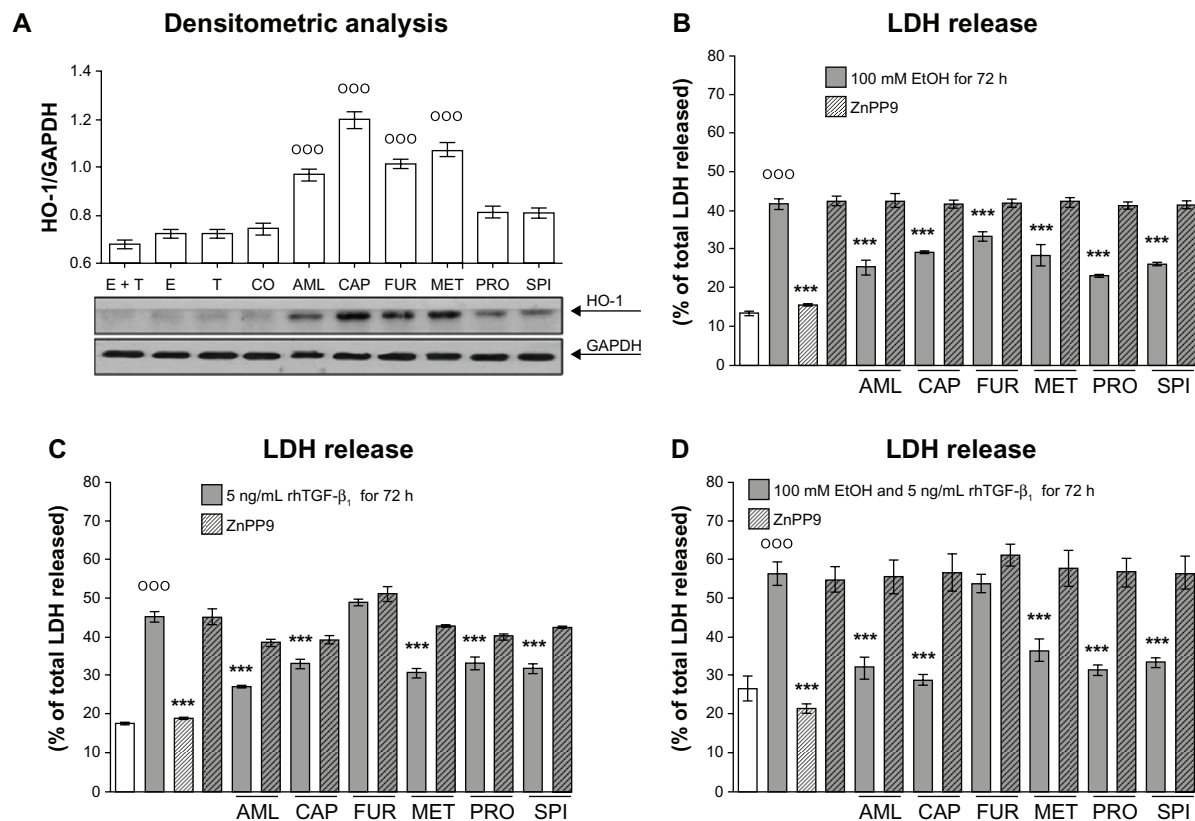 A
Densitometric analysis
HO-1/GAPDH
1.4
1.2
1.0
0.8
0.6
OOO
OOO
OOO
OOO
E + T E T CO AML CAP FUR MET PRO SPI
HO-1
GAPDH
B
LDH release
(% of total LDH released)
80
70
60
50
40
30
20
10
0
100 mM EtOH for 72 h
ZnPP9
OOO
***
***
***
***
***
***
***
AML CAP FUR MET PRO SPI
C
LDH release
(% of total LDH released)
80
70
60
50
40
30
20
10
0
5 ng/mL rhTGF-β₁ for 72 h
ZnPP9
OOO
***
***
***
***
***
***
AML CAP FUR MET PRO SPI
D
LDH release
(% of total LDH released)
80
70
60
50
40
30
20
10
0
100 mM EtOH and 5 ng/mL rhTGF-β₁ for 72 h
ZnPP9
OOO
***
***
***
***
***
***
AML CAP FUR MET PRO SPI